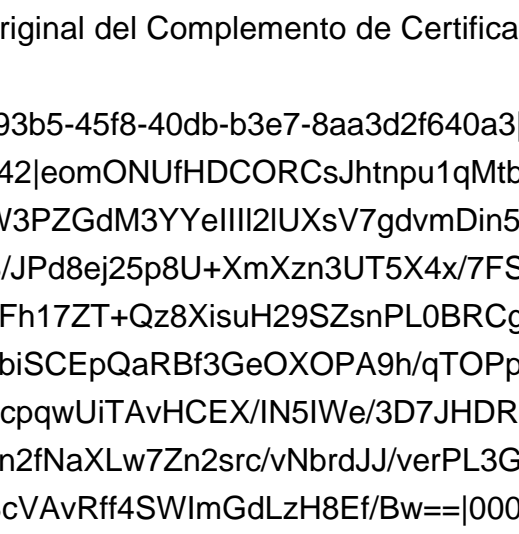 riginal del Complemento de Certifica
93b5-45f8-40db-b3e7-8aa3d2f640a3|
42|eomONUfHDCORCsJhtnpu1qMtb
W3PZGdM3YYeIIIl2lUXsV7gdvmDin5
/JPd8ej25p8U+XmXzn3UT5X4x/7FS
Fh17ZT+Qz8XisuH29SZsnPL0BRCg
biSCEpQaRBf3GeOXOPA9h/qTOPp
cpqwUiTAvHCEX/IN5IWe/3D7JHDR
n2fNaXLw7Zn2src/vNbrdJJ/verPL3G
cVAvRff4SWImGdLzH8Ef/Bw==|000